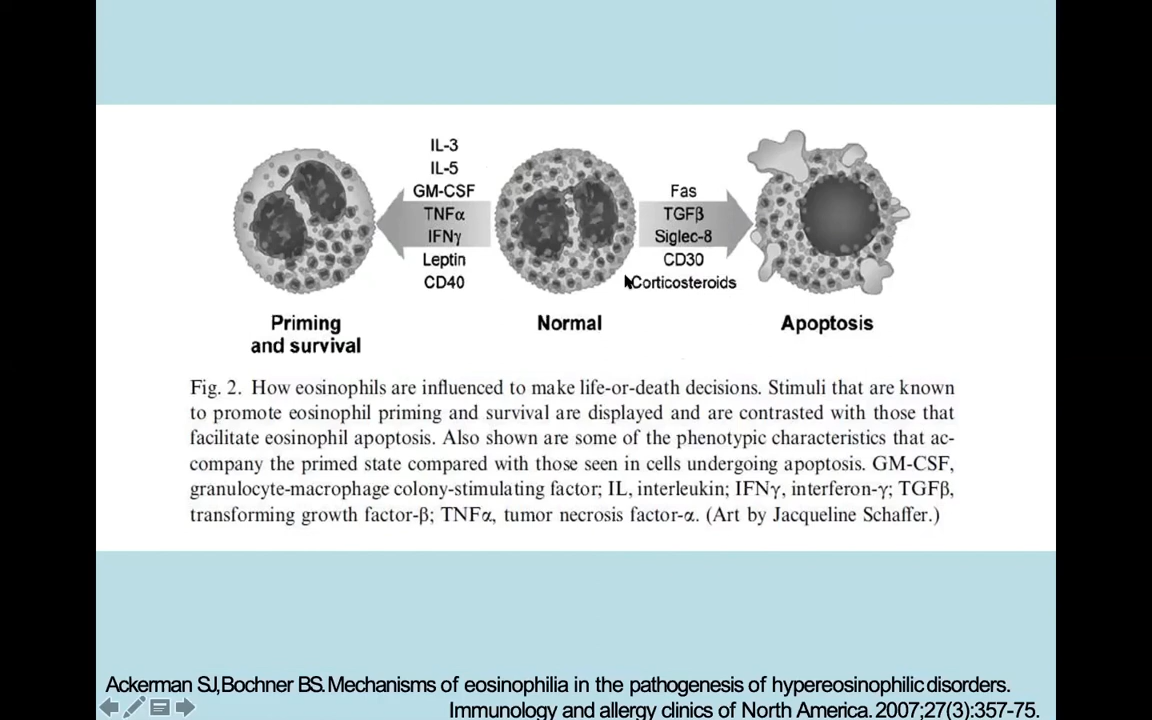 IL-3
IL-5
GM-CSF
TNFα
IFNγ
Leptin
CD40
Fas
TGFβ
Siglec-8
CD30
Corticosteroids
Priming
and survival
Normal
Apoptosis
Fig. 2. How eosinophils are influenced to make life-or-death decisions. Stimuli that are known
to promote eosinophil priming and survival are displayed and are contrasted with those that
facilitate eosinophil apoptosis. Also shown are some of the phenotypic characteristics that ac-
company the primed state compared with those seen in cells undergoing apoptosis. GM-CSF,
granulocyte-macrophage colony-stimulating factor; IL, interleukin; IFNγ, interferon-γ; TGFβ,
transforming growth factor-β; TNFα, tumor necrosis factor-α. (Art by Jacqueline Schaffer.)
Ackerman SJ,Bochner BS. Mechanisms of eosinophilia in the pathogenesis of hypereosinophilic disorders.
Immunology and allergy clinics of North America. 2007;27(3):357-75.